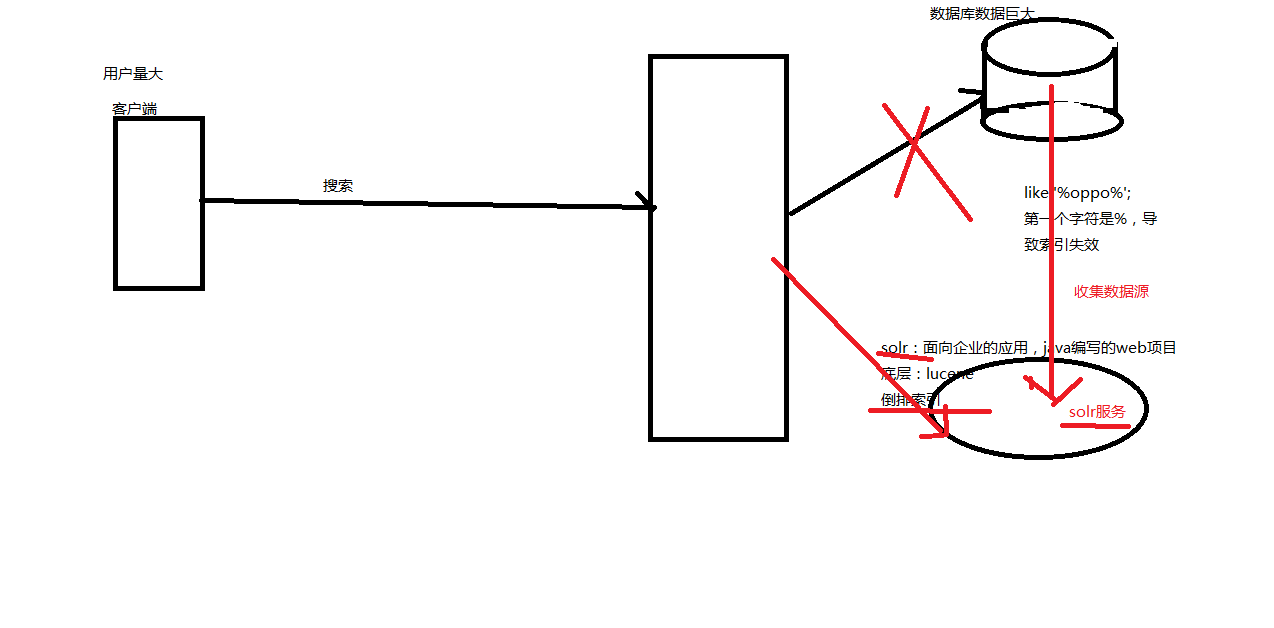 数据库数据巨大
用户量大
客户端
搜索
like '%oppo%';
第一个字符是%，导
致索引失效
收集数据源
solr：面向企业的应用，java编写的web项目
底层：lucene
倒排索引
solr服务